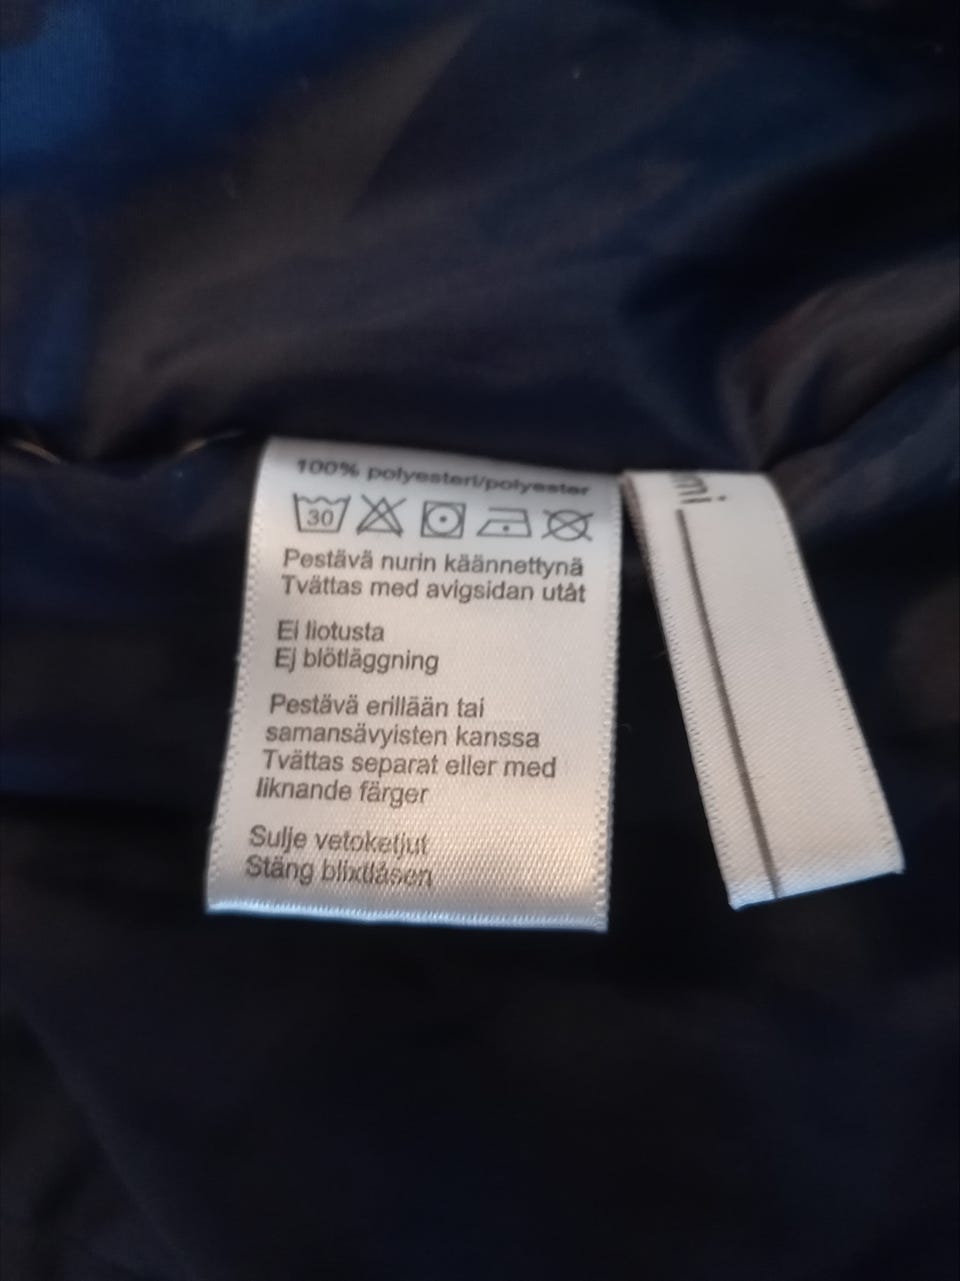 100% polyesteri/polyester
30
Pestävä nurin käännettynä
Tvättas med avigsidan utåt
Ei liotusta
Ej blötläggning
Pestävä erillään tai
samansävyisten kanssa
Tvättas separat eller med
liknande färger
Sulje vetoketjut
Stäng blixtlåsen